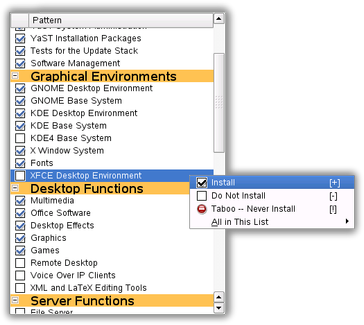 Pattern
YaST Installation Packages
Tests for the Update Stack
Software Management
Graphical Environments
GNOME Desktop Environment
GNOME Base System
KDE Desktop Environment
KDE Base System
KDE4 Base System
X Window System
Fonts
XFCE Desktop Environment
Install [+]
Desktop Functions
Do Not Install [-]
Multimedia
Taboo -- Never Install [!]
Office Software
All in This List
Desktop Effects
Graphics
Games
Remote Desktop
Voice Over IP Clients
XML and LaTeX Editing Tools
Server Functions
File Server